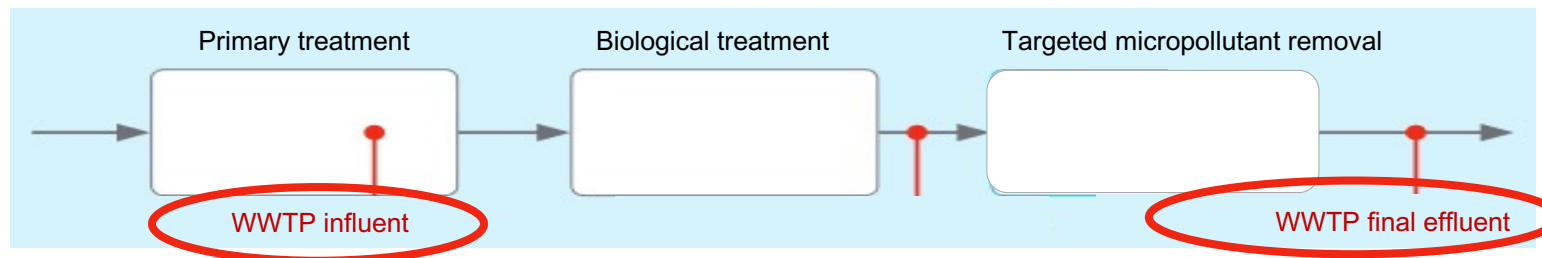 Primary treatment
Biological treatment
Targeted micropollutant removal
WWTP influent
WWTP final effluent